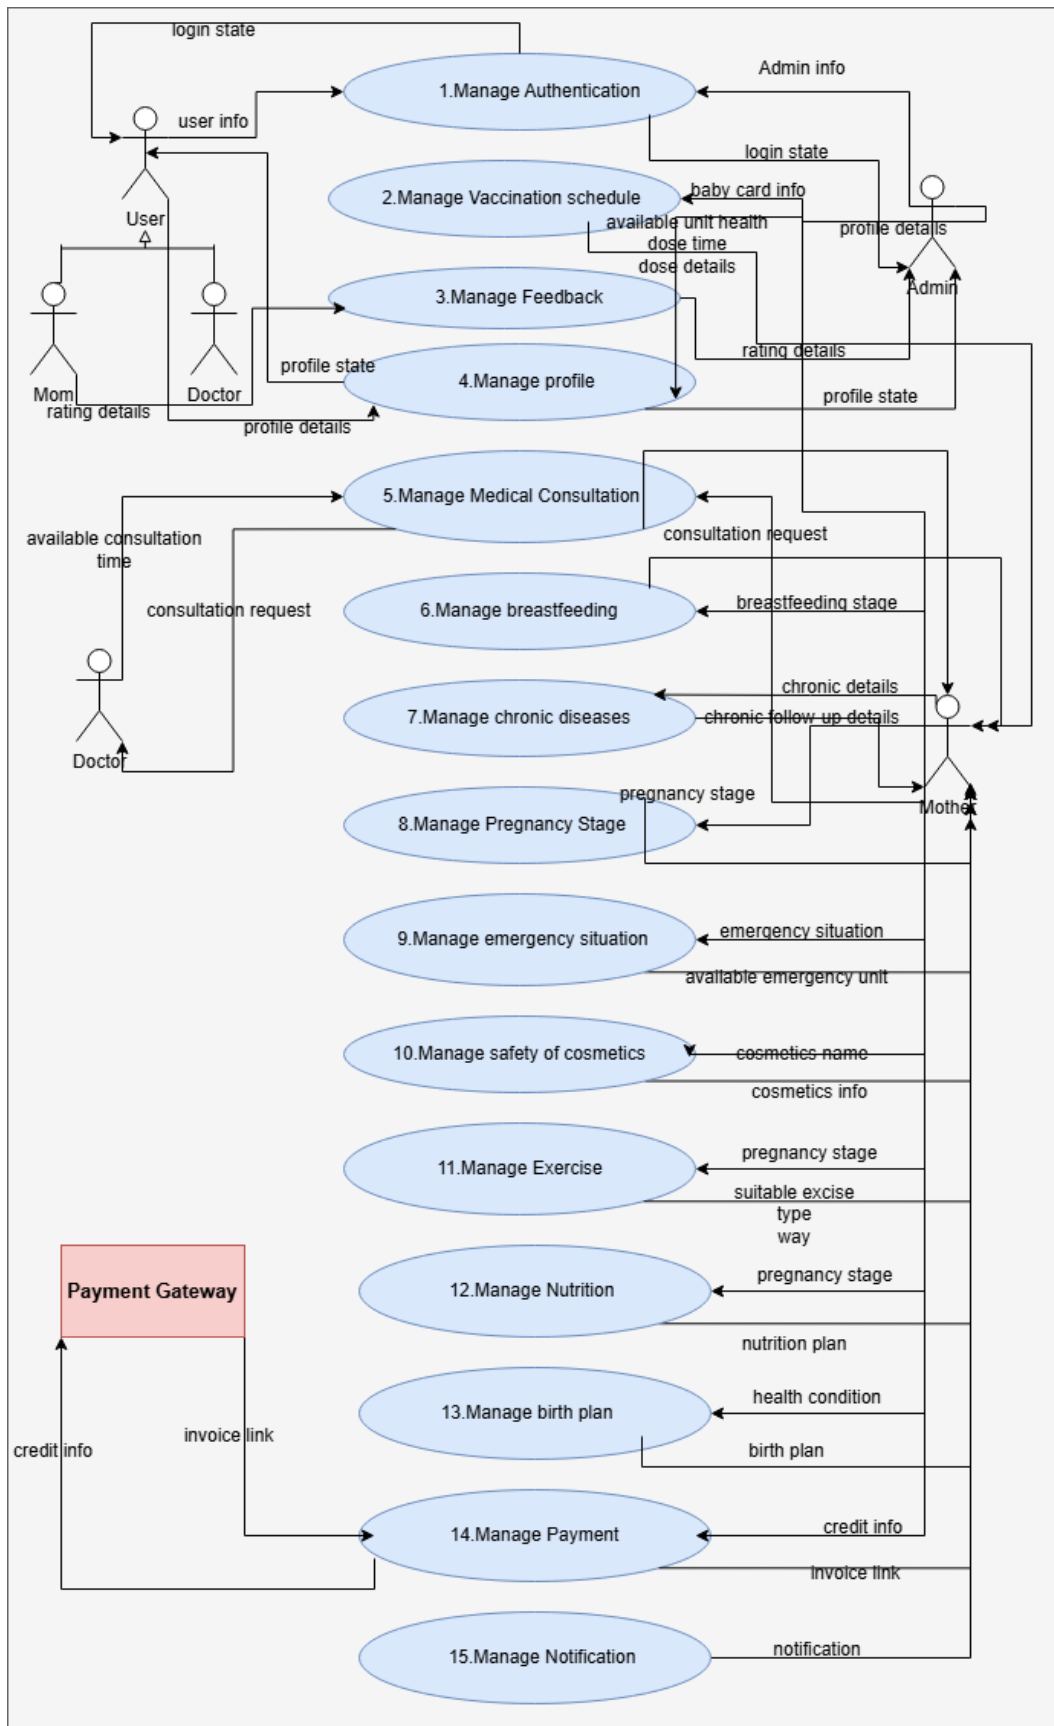 login state
Admin info
1.Manage Authentication
user info
login state
2.Manage Vaccination schedule
baby card info
User
available unit health
dose time
dose details
profile details
Admin
3.Manage Feedback
rating details
profile state
4.Manage profile
profile state
Mom
Doctor
rating details
profile details
5.Manage Medical Consultation
available consultation
time
consultation request
consultation request
6.Manage breastfeeding
breastfeeding stage
chronic details
7.Manage chronic diseases
chronic follow up details
Doctor
pregnancy stage
Mother
8.Manage Pregnancy Stage
9.Manage emergency situation
emergency situation
available emergency unit
10.Manage safety of cosmetics
cosmetics name
cosmetics info
11.Manage Exercise
pregnancy stage
suitable excise
type
way
Payment Gateway
12.Manage Nutrition
pregnancy stage
nutrition plan
13.Manage birth plan
health condition
birth plan
credit info
invoice link
14.Manage Payment
credit info
invoice link
15.Manage Notification
notification